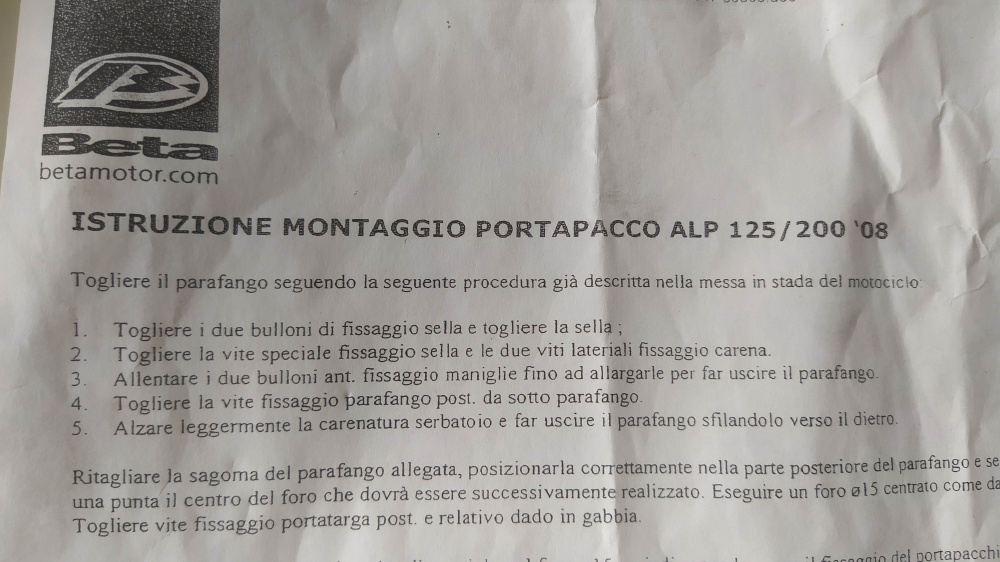 Beta
betamotor.com
ISTRUZIONE MONTAGGIO PORTAPACCO ALP 125/200 '08
Togliere il parafango seguendo la seguente procedura già descritta nella messa in stada del motociclo:
1. Togliere i due bulloni di fissaggio sella e togliere la sella ;
2. Togliere la vite speciale fissaggio sella e le due viti lateriali fissaggio carena.
3. Allentare i due bulloni ant. fissaggio maniglie fino ad allargarle per far uscire il parafango.
4. Togliere la vite fissaggio parafango post. da sotto parafango.
5. Alzare leggermente la carenatura serbatoio e far uscire il parafango sfilandolo verso il dietro.
Ritagliare la sagoma del parafango allegata, posizionarla correttamente nella parte posteriore del parafango e se
una punta il centro del foro che dovrà essere successivamente realizzato. Eseguire un foro ø15 centrato come da
Togliere vite fissaggio portatarga post. e relativo dado in gabbia.
il fissaggio del portapacchi